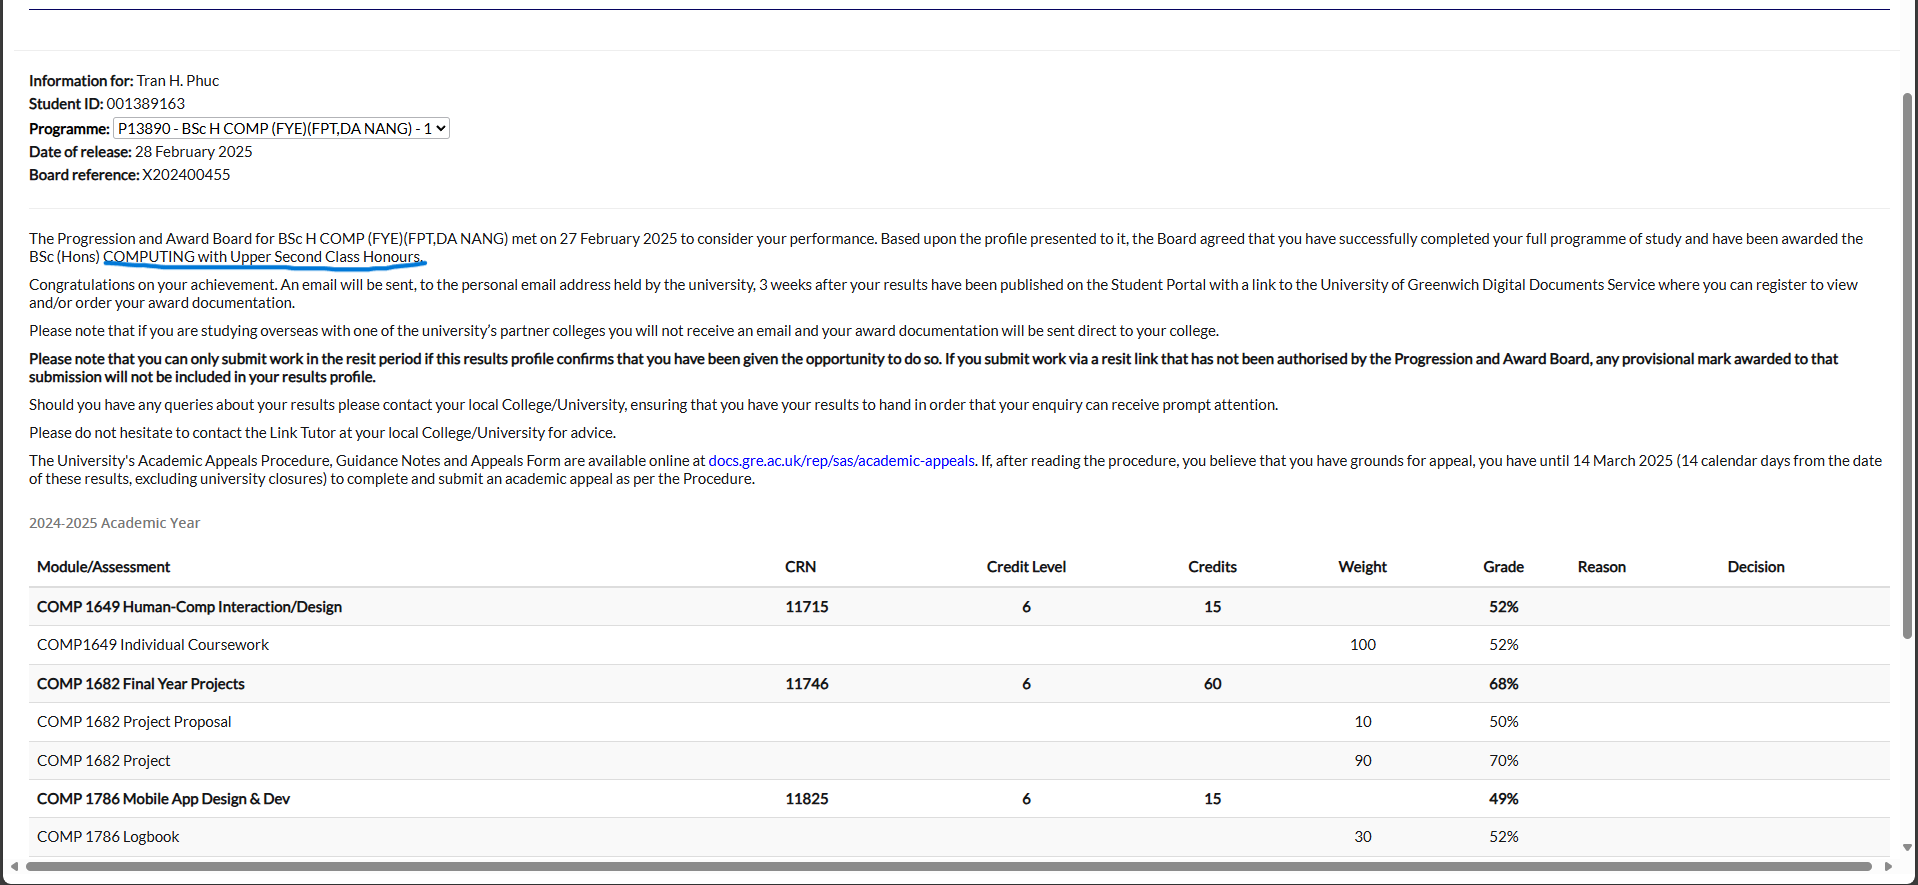 Information for: Tran H. Phuc
Student ID: 001389163
Programme: P13890 - BSc H COMP (FYE)(FPT,DA NANG) - 1
Date of release: 28 February 2025
Board reference: X202400455
The Progression and Award Board for BSc H COMP (FYE)(FPT,DA NANG) met on 27 February 2025 to consider your performance. Based upon the profile presented to it, the Board agreed that you have successfully completed your full programme of study and have been awarded the
BSc (Hons) COMPUTING with Upper Second Class Honours.
Congratulations on your achievement. An email will be sent, to the personal email address held by the university, 3 weeks after your results have been published on the Student Portal with a link to the University of Greenwich Digital Documents Service where you can register to view
and/or order your award documentation.
Please note that if you are studying overseas with one of the university's partner colleges you will not receive an email and your award documentation will be sent direct to your college.
Please note that you can only submit work in the resit period if this results profile confirms that you have been given the opportunity to do so. If you submit work via a resit link that has not been authorised by the Progression and Award Board, any provisional mark awarded to that
submission will not be included in your results profile.
Should you have any queries about your results please contact your local College/University, ensuring that you have your results to hand in order that your enquiry can receive prompt attention.
Please do not hesitate to contact the Link Tutor at your local College/University for advice.
The University's Academic Appeals Procedure, Guidance Notes and Appeals Form are available online at docs.gre.ac.uk/rep/sas/academic-appeals. If, after reading the procedure, you believe that you have grounds for appeal, you have until 14 March 2025 (14 calendar days from the date
of these results, excluding university closures) to complete and submit an academic appeal as per the Procedure.
2024-2025 Academic Year
Module/Assessment CRN Credit Level Credits Weight Grade Reason Decision
COMP 1649 Human-Comp Interaction/Design 11715 6 15 52%
COMP1649 Individual Coursework 100 52%
COMP 1682 Final Year Projects 11746 6 60 68%
COMP 1682 Project Proposal 10 50%
COMP 1682 Project 90 70%
COMP 1786 Mobile App Design & Dev 11825 6 15 49%
COMP 1786 Logbook 30 52%